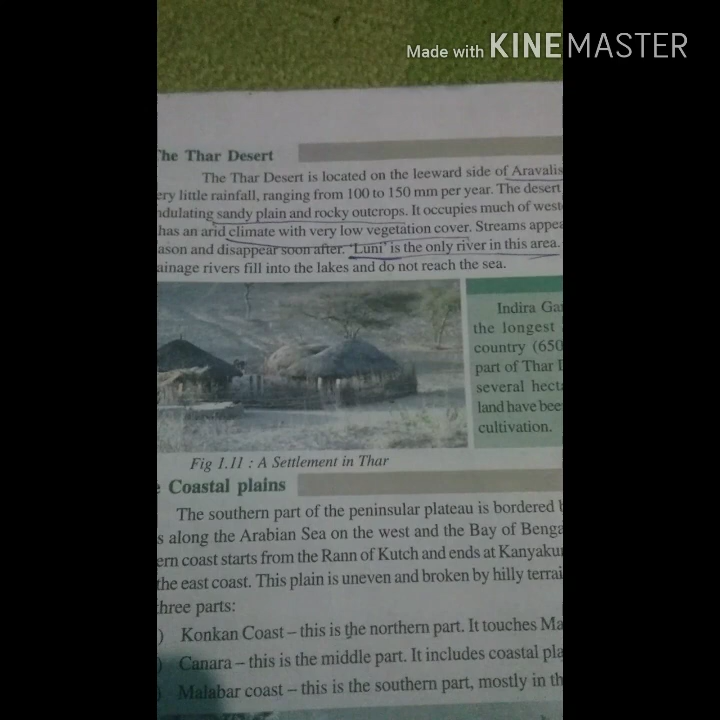 Made with KINEMASTER
The Thar Desert
The Thar Desert is located on the leeward side of Aravalis
ery little rainfall, ranging from 100 to 150 mm per year. The desert
ndulating sandy plain and rocky outcrops. It occupies much of west
has an arid climate with very low vegetation cover. Streams appea
ason and disappear soon after. 'Luni' is the only river in this area.
ainage rivers fill into the lakes and do not reach the sea.
Indira Ga
the longest
country (650
part of Thar D
several hecta
land have bee
cultivation.
Fig 1.11 : A Settlement in Thar
e Coastal plains
The southern part of the peninsular plateau is bordered b
s along the Arabian Sea on the west and the Bay of Benga
ern coast starts from the Rann of Kutch and ends at Kanyaku
the east coast. This plain is uneven and broken by hilly terrai
three parts:
) Konkan Coast – this is the northern part. It touches Ma
) Canara – this is the middle part. It includes coastal pla
) Malabar coast – this is the southern part, mostly in th